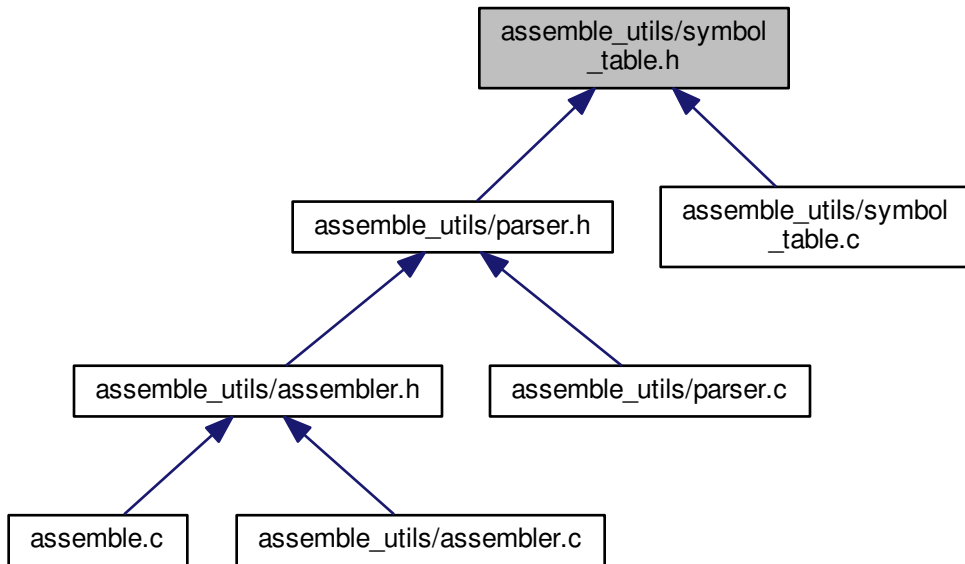 assemble_utils/symbol
_table.h
assemble_utils/parser.h
assemble_utils/symbol
_table.c
assemble_utils/assembler.h
assemble_utils/parser.c
assemble.c
assemble_utils/assembler.c